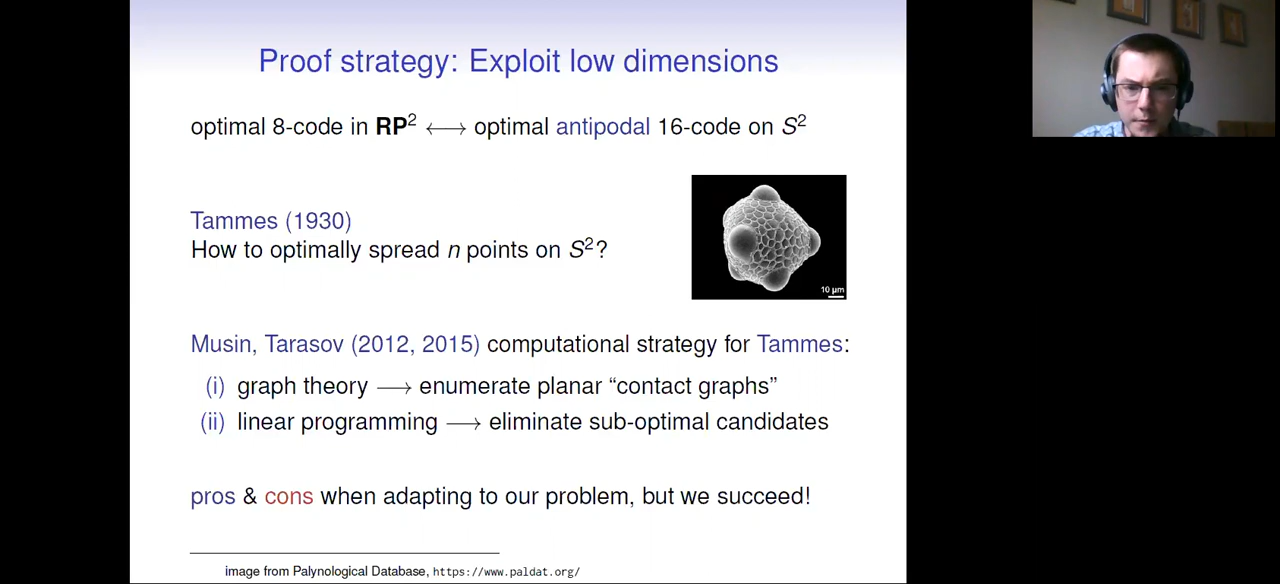 Proof strategy: Exploit low dimensions
optimal 8-code in RP² ⟷ optimal antipodal 16-code on S²
Tammes (1930)
How to optimally spread n points on S²?
10 µm
Musin, Tarasov (2012, 2015) computational strategy for Tammes:
(i) graph theory ⟶ enumerate planar “contact graphs”
(ii) linear programming ⟶ eliminate sub-optimal candidates
pros & cons when adapting to our problem, but we succeed!
image from Palynological Database, https://www.paldat.org/